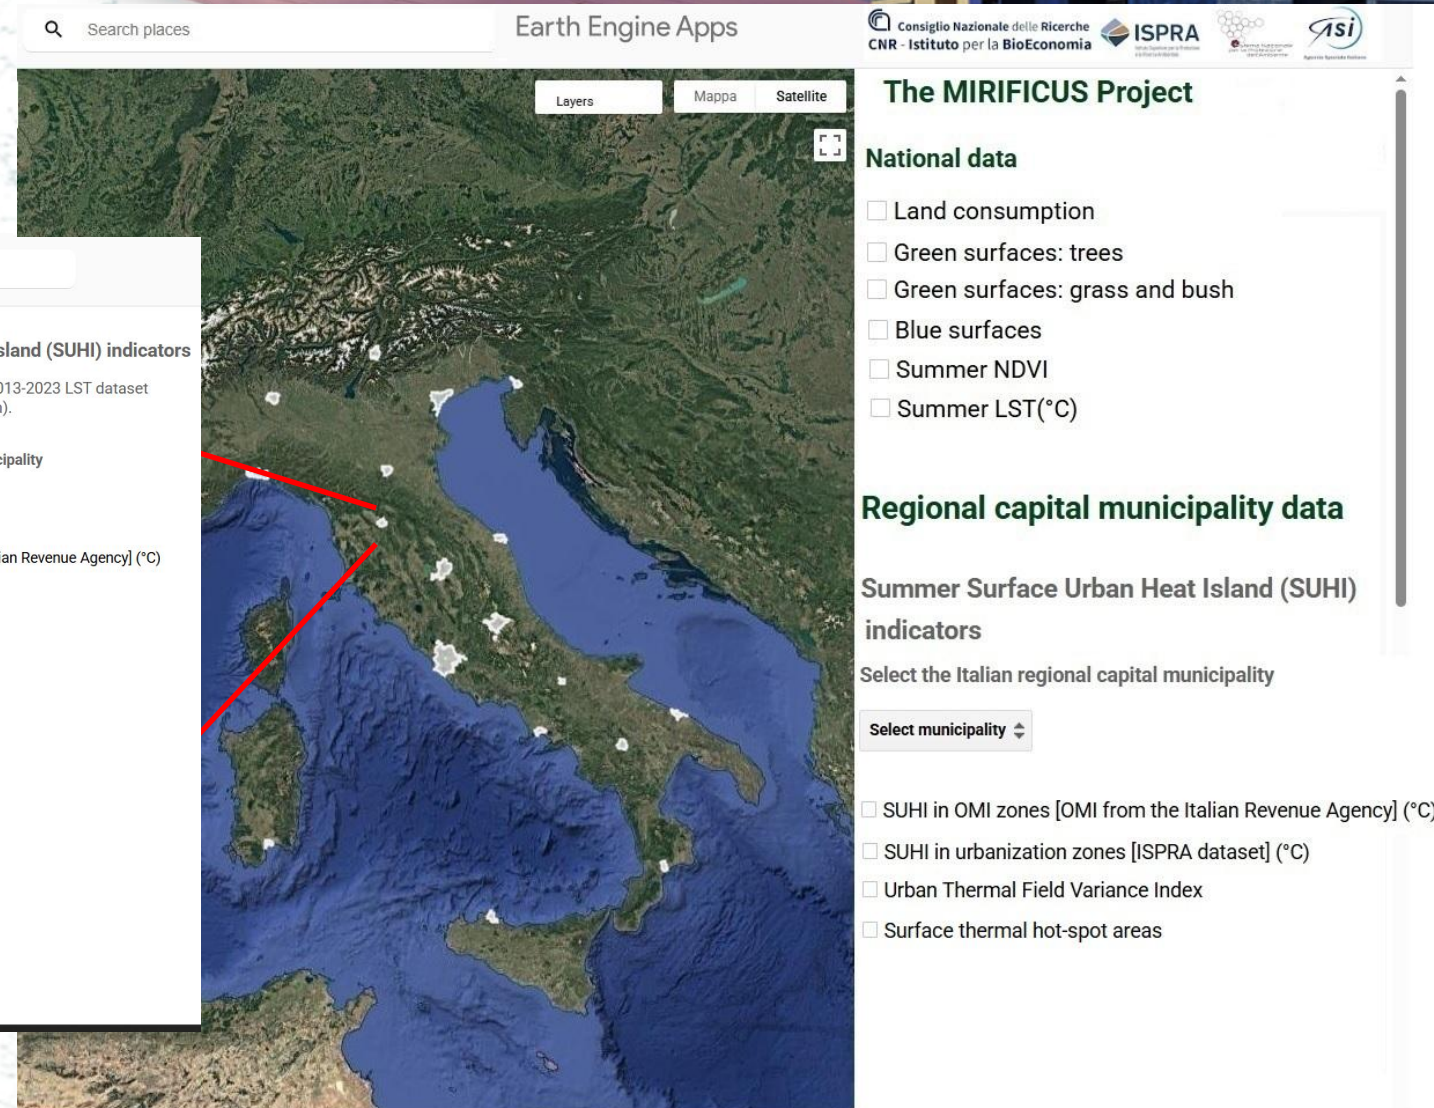 Search places
Earth Engine Apps
Consiglio Nazionale delle Ricerche
CNR - Istituto per la BioEconomia
ISPRA
asi
Layers
Mappa
Satellite
The MIRIFICUS Project
National data
Land consumption
Green surfaces: trees
Green surfaces: grass and bush
Blue surfaces
Summer NDVI
Summer LST(°C)
Regional capital municipality data
Summer Surface Urban Heat Island (SUHI)
indicators
Select the Italian regional capital municipality
Select municipality
SUHI in OMI zones [OMI from the Italian Revenue Agency] (°C)
SUHI in urbanization zones [ISPRA dataset] (°C)
Urban Thermal Field Variance Index
Surface thermal hot-spot areas
sland (SUHI) indicators
013-2023 LST dataset
).
cipality
ian Revenue Agency] (°C)